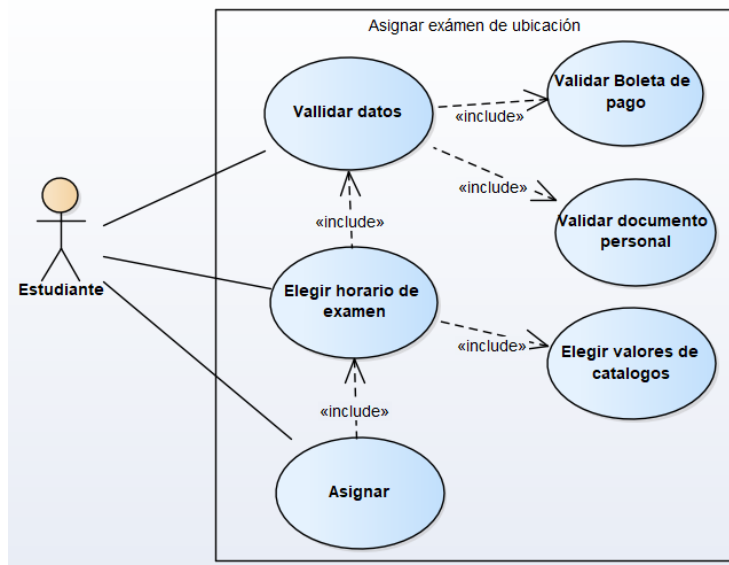 Asignar exámen de ubicación
Validar Boleta de
pago
Vallidar datos
«include»
«include»
Validar documento
personal
«include»
Estudiante
Elegir horario de
examen
«include»
Elegir valores de
catalogos
«include»
Asignar